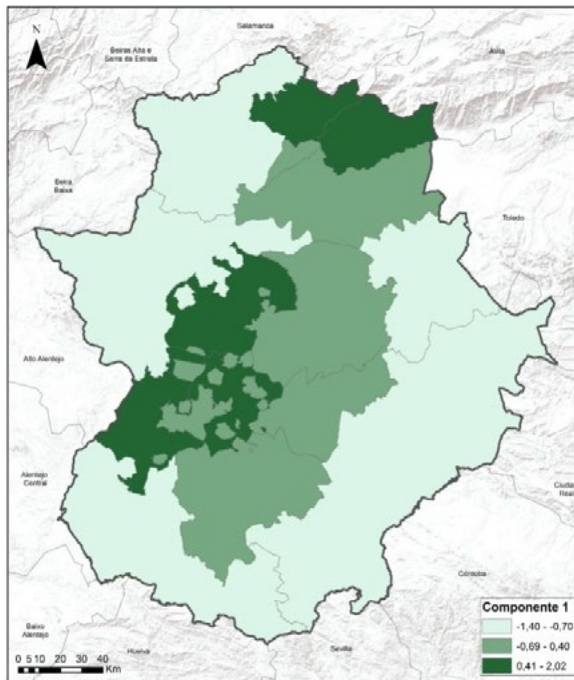 Salamanca
N
Beiras Alta e
Serra da Estrela
Ávila
Beira
Baixa
Toledo
Alto Alentejo
Alentejo
Central
Ciudad
Real
Córdoba
Baixo
Alentejo
Huelva
Sevilla
0 5 10 20 30 40
Km
Componente 1
-1,40 - -0,70
-0,69 - 0,40
0,41 - 2,02